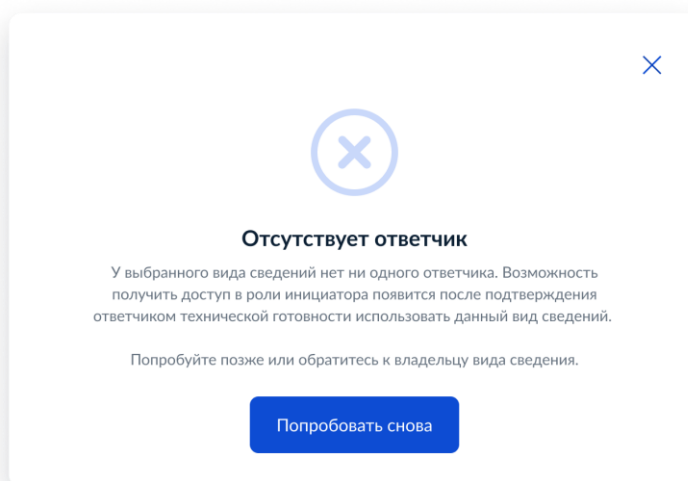 Отсутствует ответчик
У выбранного вида сведений нет ни одного ответчика. Возможность
получить доступ в роли инициатора появится после подтверждения
ответчиком технической готовности использовать данный вид сведений.
Попробуйте позже или обратитесь к владельцу вида сведения.
Попробовать снова